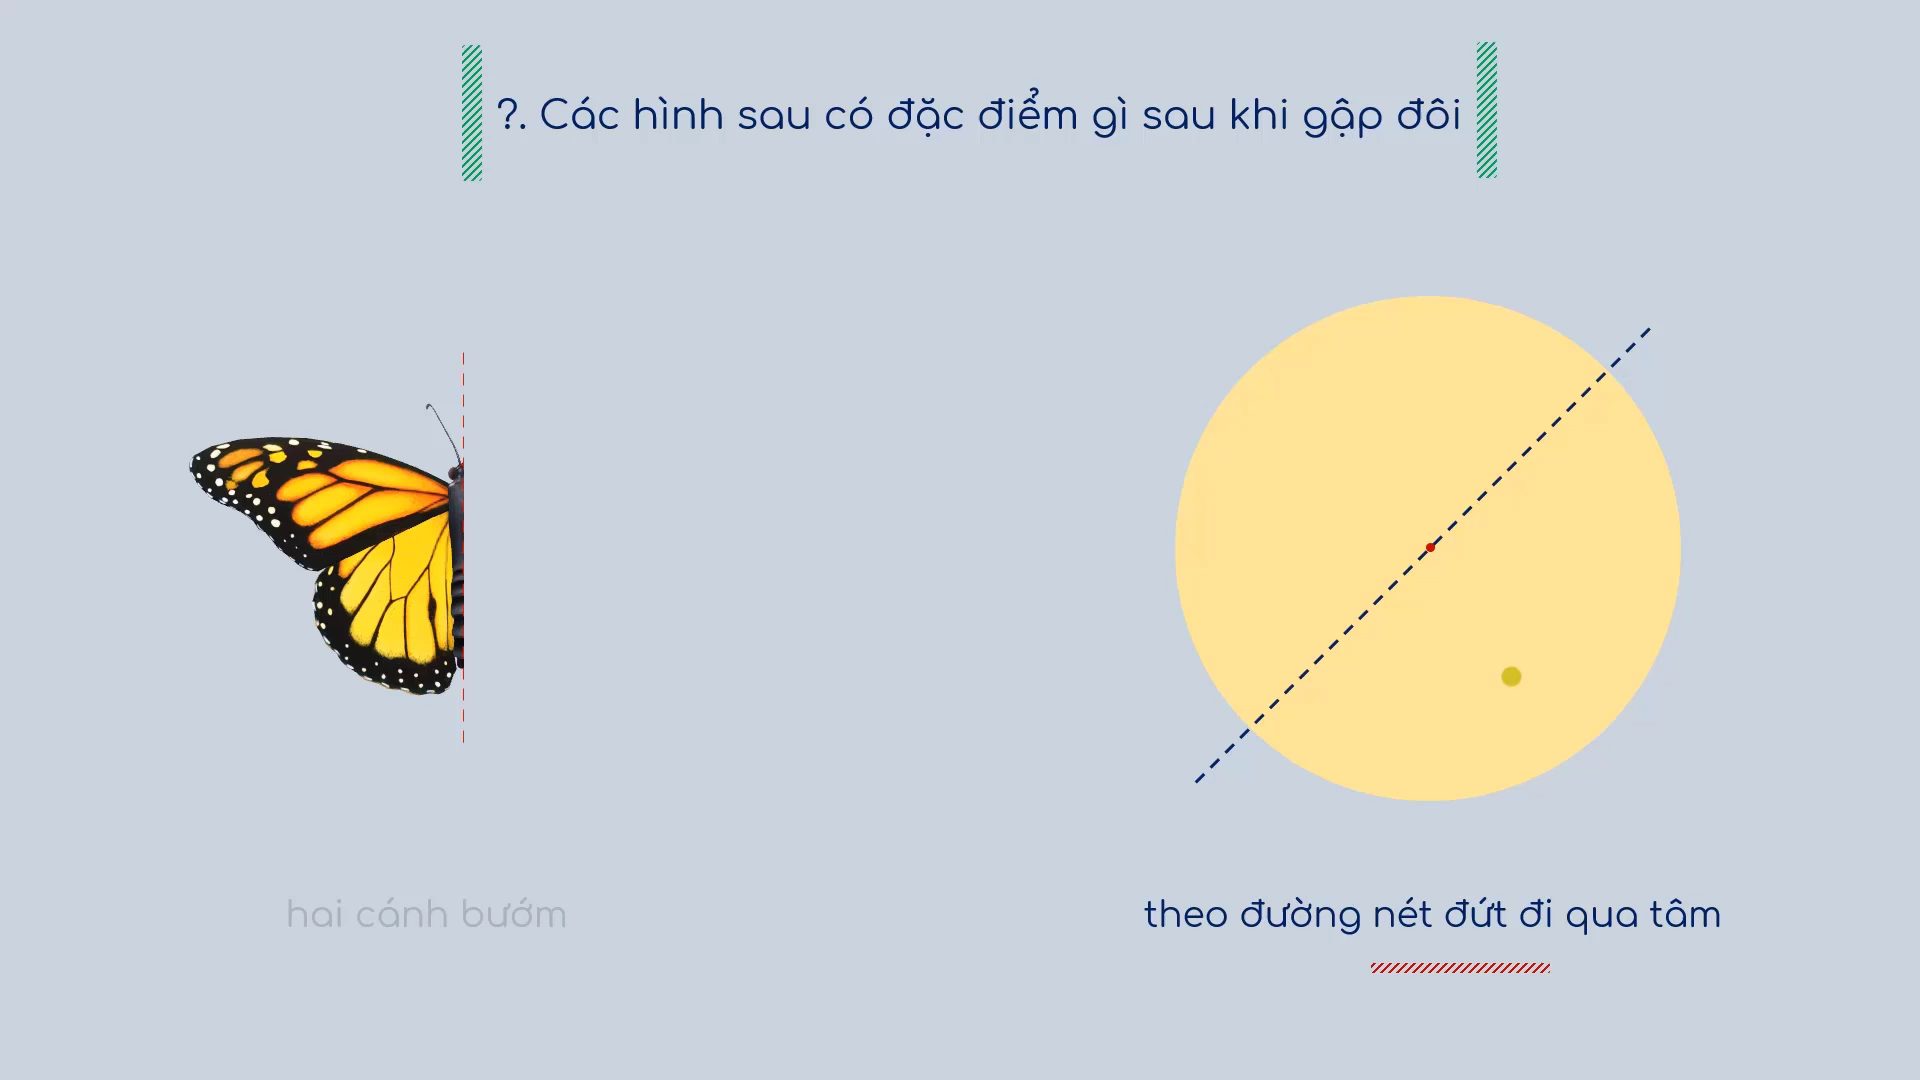 ?. Các hình sau có đặc điểm gì sau khi gập đôi
hai cánh bướm
theo đường nét đứt đi qua tâm